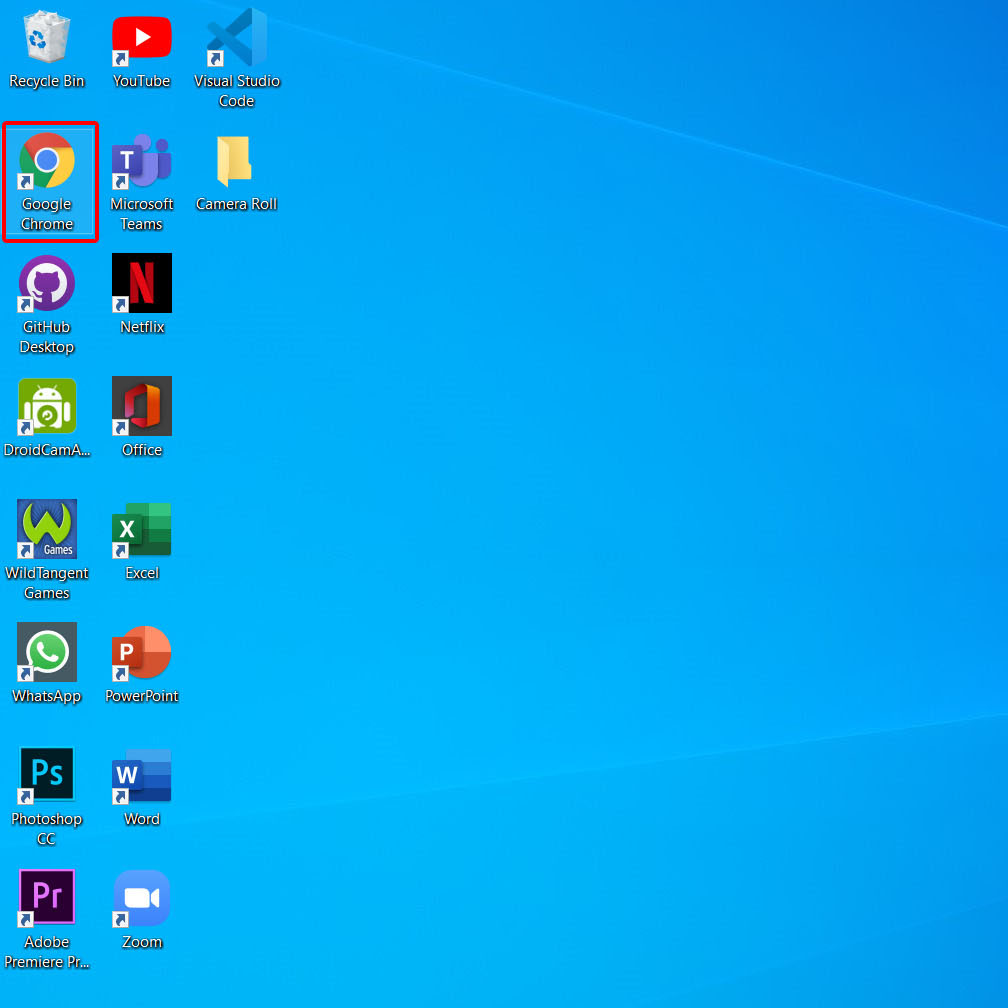 Recycle Bin
YouTube
Visual Studio
Code
Google
Chrome
T
Microsoft
Teams
Camera Roll
GitHub
Desktop
N
Netflix
DroidCamA...
Office
W
Games
WildTangent
Games
X
Excel
WhatsApp
P
PowerPoint
Ps
Photoshop
CC
W
Word
Pr
Adobe
Premiere Pr...
Zoom